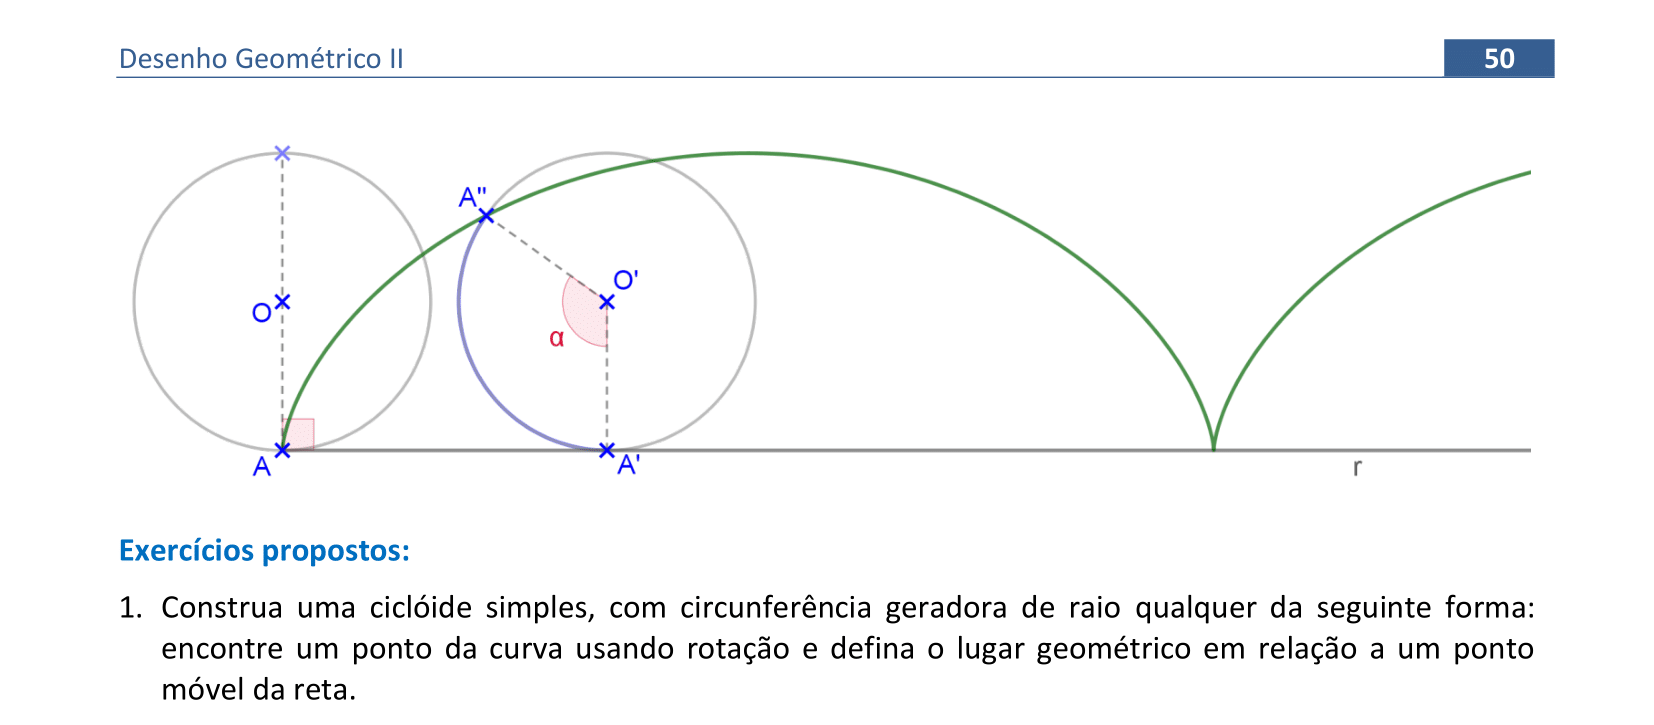 Desenho Geométrico II
50
A"
O'
O
α
A
A'
r
Exercícios propostos:
1. Construa uma ciclóide simples, com circunferência geradora de raio qualquer da seguinte forma:
encontre um ponto da curva usando rotação e defina o lugar geométrico em relação a um ponto
móvel da reta.